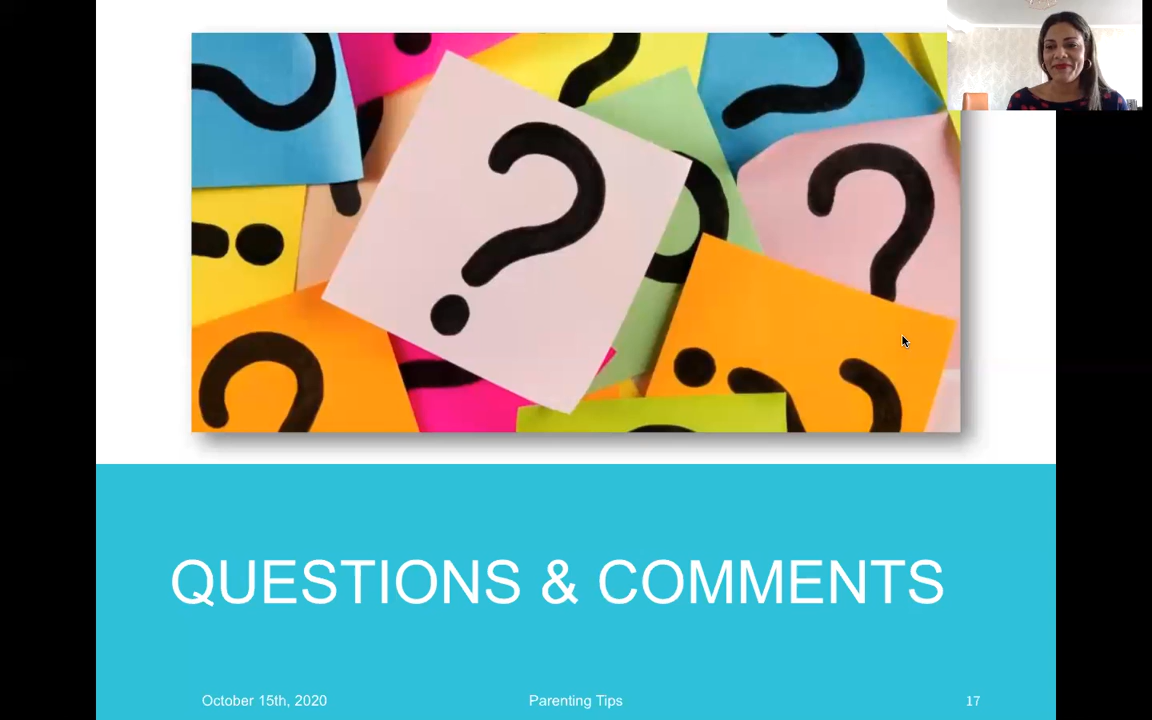 QUESTIONS & COMMENTS
October 15th, 2020
Parenting Tips
17